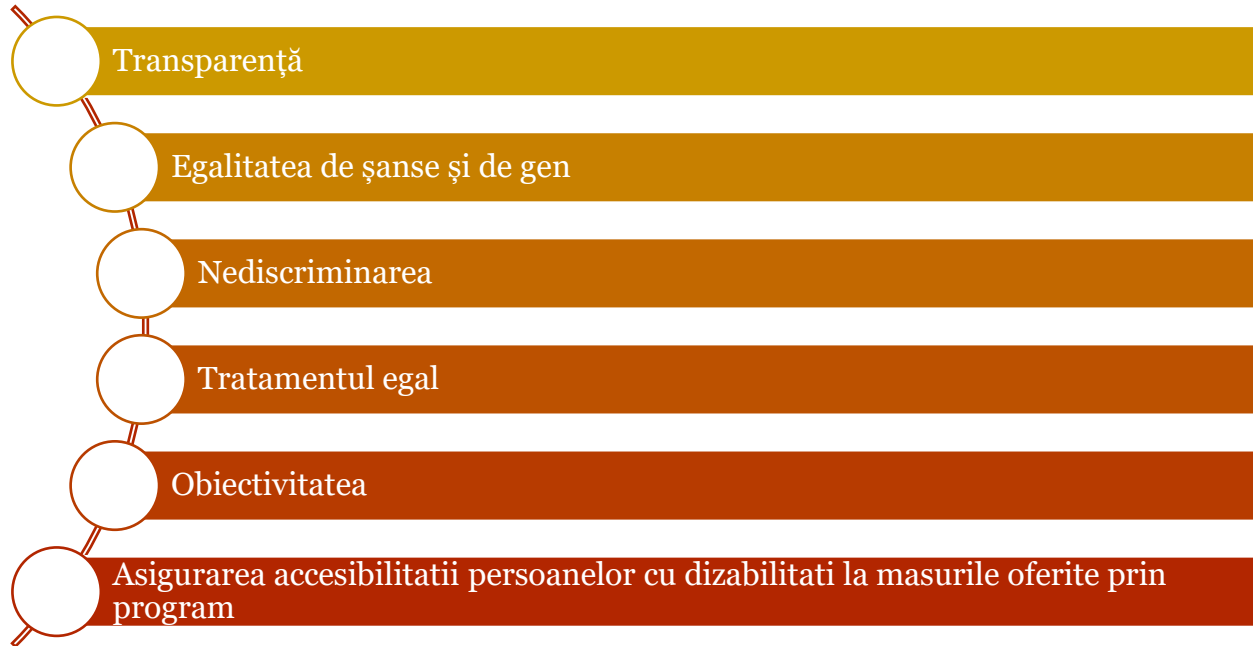 Transparență
Egalitatea de șanse și de gen
Nediscriminarea
Tratamentul egal
Obiectivitatea
Asigurarea accesibilitatii persoanelor cu dizabilitati la masurile oferite prin
program